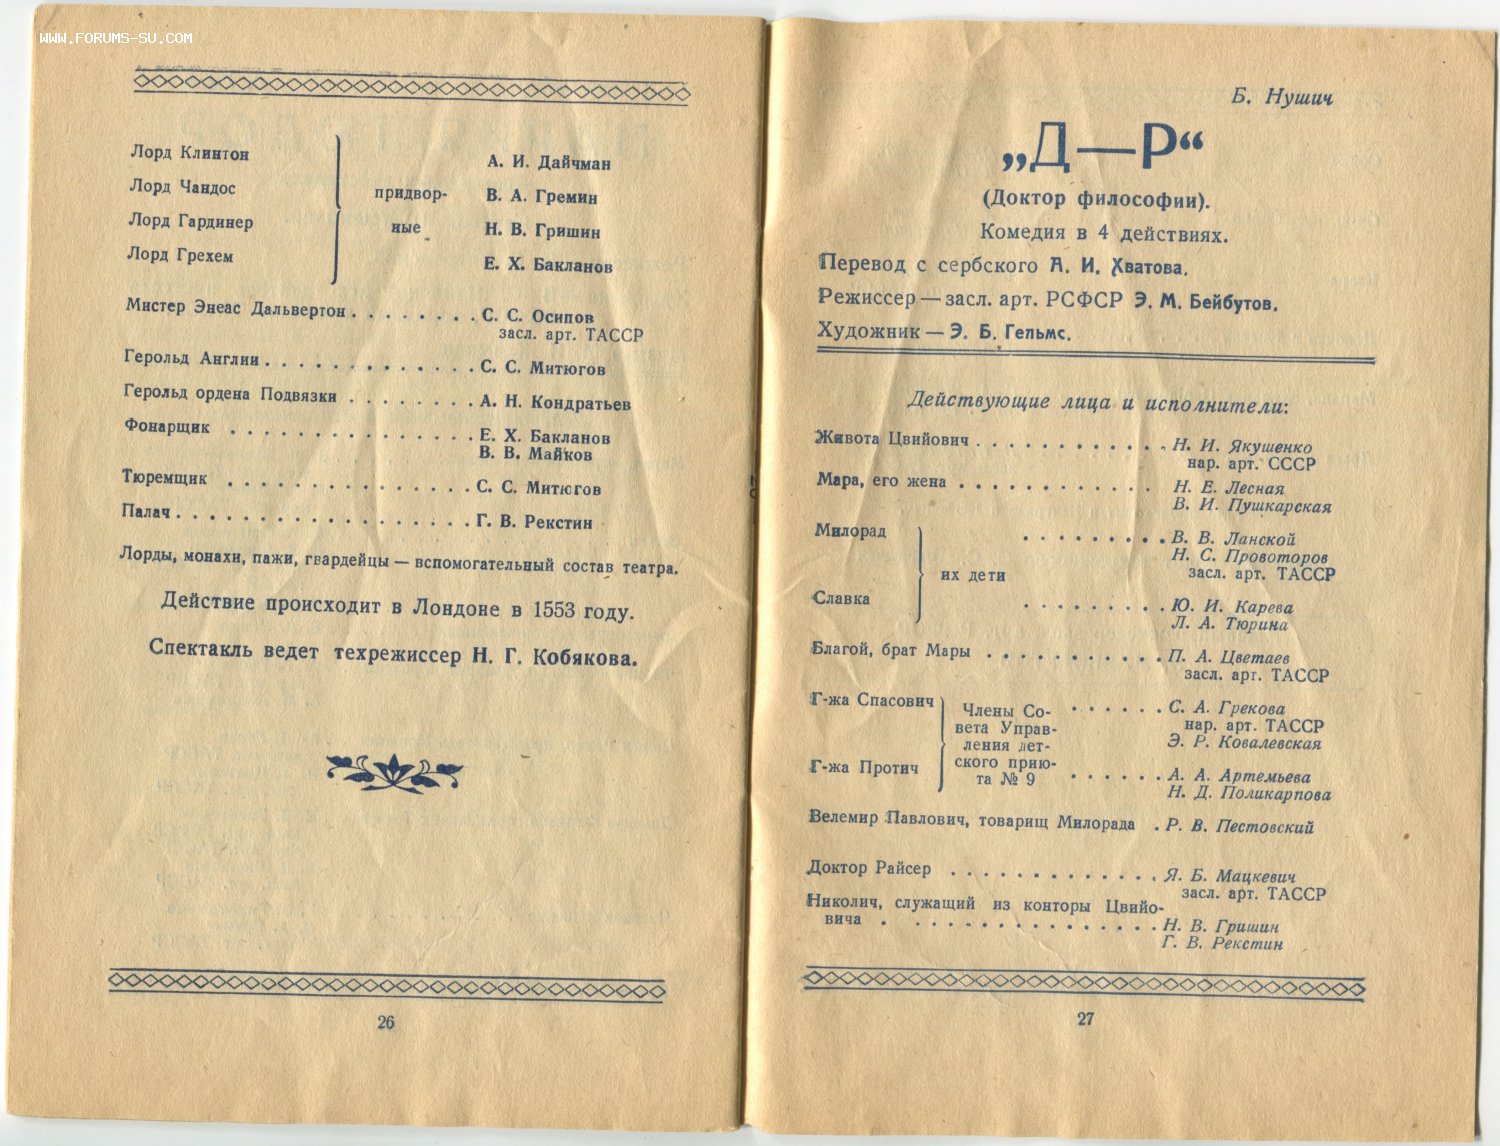 WWW.FORUMS-SU.COM
Лорд Клинтон
Лорд Чандос
Лорд Гардинер
Лорд Грехем
придвор-
ные
А. И. Дайчман
В. А. Гремин
Н. В. Гришин
Е. Х. Бакланов
Мистер Энеас Дальвертон . . . . . . . . С. С. Осипов
засл. арт. ТАССР
Герольд Англии . . . . . . . . . . . . . С. С. Митюгов
Герольд ордена Подвязки . . . . . . . . А. Н. Кондратьев
Фонарщик . . . . . . . . . . . . . . . Е. Х. Бакланов
В. В. Майков
Тюремщик . . . . . . . . . . . . . . . С. С. Митюгов
Палач . . . . . . . . . . . . . . . . . . Г. В. Рекстин
Лорды, монахи, пажи, гвардейцы — вспомогательный состав театра.
Действие происходит в Лондоне в 1553 году.
Спектакль ведет техрежиссер Н. Г. Кобякова.
26
Б. Нушич
„Д—Р“
(Доктор философии).
Комедия в 4 действиях.
Перевод с сербского А. И. Хватова.
Режиссер — засл. арт. РСФСР Э. М. Бейбутов.
Художник — Э. Б. Гельмс.
Действующие лица и исполнители:
Живота Цвийович . . . . . . . . . . . . Н. И. Якушенко
нар. арт. СССР
Мара, его жена . . . . . . . . . . . . Н. Е. Лесная
В. И. Пушкарская
Милорад . . . . . . . . . В. В. Ланской
Н. С. Провоторов
засл. арт. ТАССР
их дети
Славка . . . . . . . . . Ю. И. Карева
Л. А. Тюрина
Благой, брат Мары . . . . . . . . . . . П. А. Цветаев
засл. арт. ТАССР
Г-жа Спасович
Г-жа Протич
Члены Со-
вета Управ-
ления дет-
ского прию-
та № 9
. . . . . . С. А. Грекова
нар. арт. ТАССР
Э. Р. Ковалевская
. . . . . . А. А. Артемьева
Н. Д. Поликарпова
Велемир Павлович, товарищ Милорада . Р. В. Пестовский
Доктор Райсер . . . . . . . . . . . . . Я. Б. Мацкевич
засл. арт. ТАССР
Николич, служащий из конторы Цвийо-
вича . . . . . . . . . . . . . . . . Н. В. Гришин
Г. В. Рекстин
27